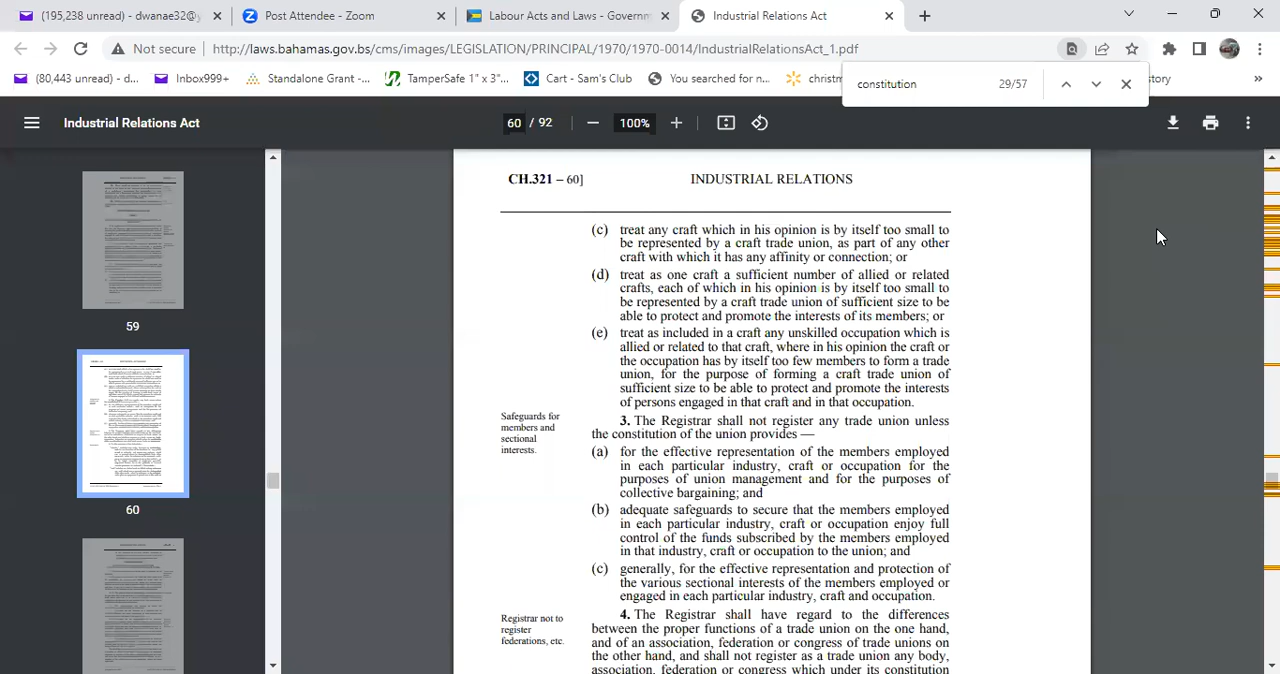 (195,238 unread) - dwanae32@y
Post Attendee - Zoom
Labour Acts and Laws - Governm
Industrial Relations Act
Not secure
http://laws.bahamas.gov.bs/cms/images/LEGISLATION/PRINCIPAL/1970/1970-0014/IndustrialRelationsAct_1.pdf
(80,443 unread) - d...
Inbox999+
Standalone Grant -...
TamperSale 1" x 3"...
Cart - Sam's Club
You searched for n...
christm
story
»
constitution 29/57
Industrial Relations Act
60 / 92
100%
59
60
CH.321 – 60]
INDUSTRIAL RELATIONS
(c) treat any craft which in his opinion is by itself too small to
be represented by a craft trade union, as part of any other
craft with which it has any affinity or connection; or
(d) treat as one craft a sufficient number of allied or related
crafts, each of which in his opinion is by itself too small to
be represented by a craft trade union of sufficient size to be
able to protect and promote the interests of its members; or
(e) treat as included in a craft any unskilled occupation which is
allied or related to that craft, where in his opinion the craft or
the occupation has by itself too few members to form a trade
union, for the purpose of forming a craft trade union of
sufficient size to be able to protect and promote the interests
of persons engaged in that craft and in that occupation.
Safeguards for
members and
sectional
interests.
3. The Registrar shall not register any trade union unless
the constitution of the union provides —
(a) for the effective representation of the members employed
in each particular industry, craft or occupation for the
purposes of union management and for the purposes of
collective bargaining; and
(b) adequate safeguards to secure that the members employed
in each particular industry, craft or occupation enjoy full
control of the funds subscribed by the members employed
in that industry, craft or occupation to the union; and
(c) generally, for the effective representation and protection of
the various sectional interests of the members employed or
engaged in each particular industry, craft and occupation.
Registrar not to
register
federations, etc.
4. The Registrar shall have regard to the differences
between the proper functions of a trade union on the one hand,
and of an association, federation or congress of trade unions on
the other hand, and shall not register as a trade union any body,
association, federation or congress which under its constitution